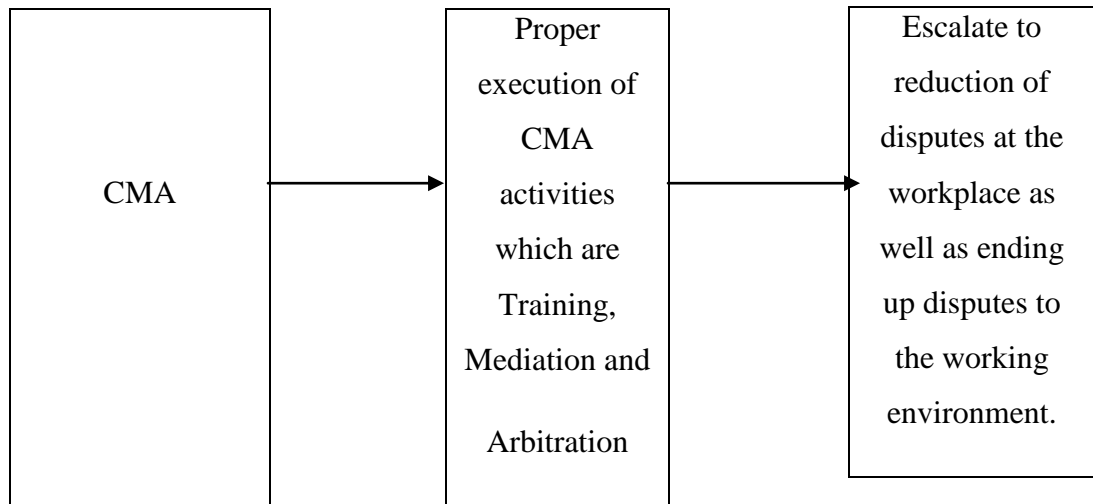 CMA
Proper
execution of
CMA
activities
which are
Training,
Mediation and
Arbitration
Escalate to
reduction of
disputes at the
workplace as
well as ending
up disputes to
the working
environment.